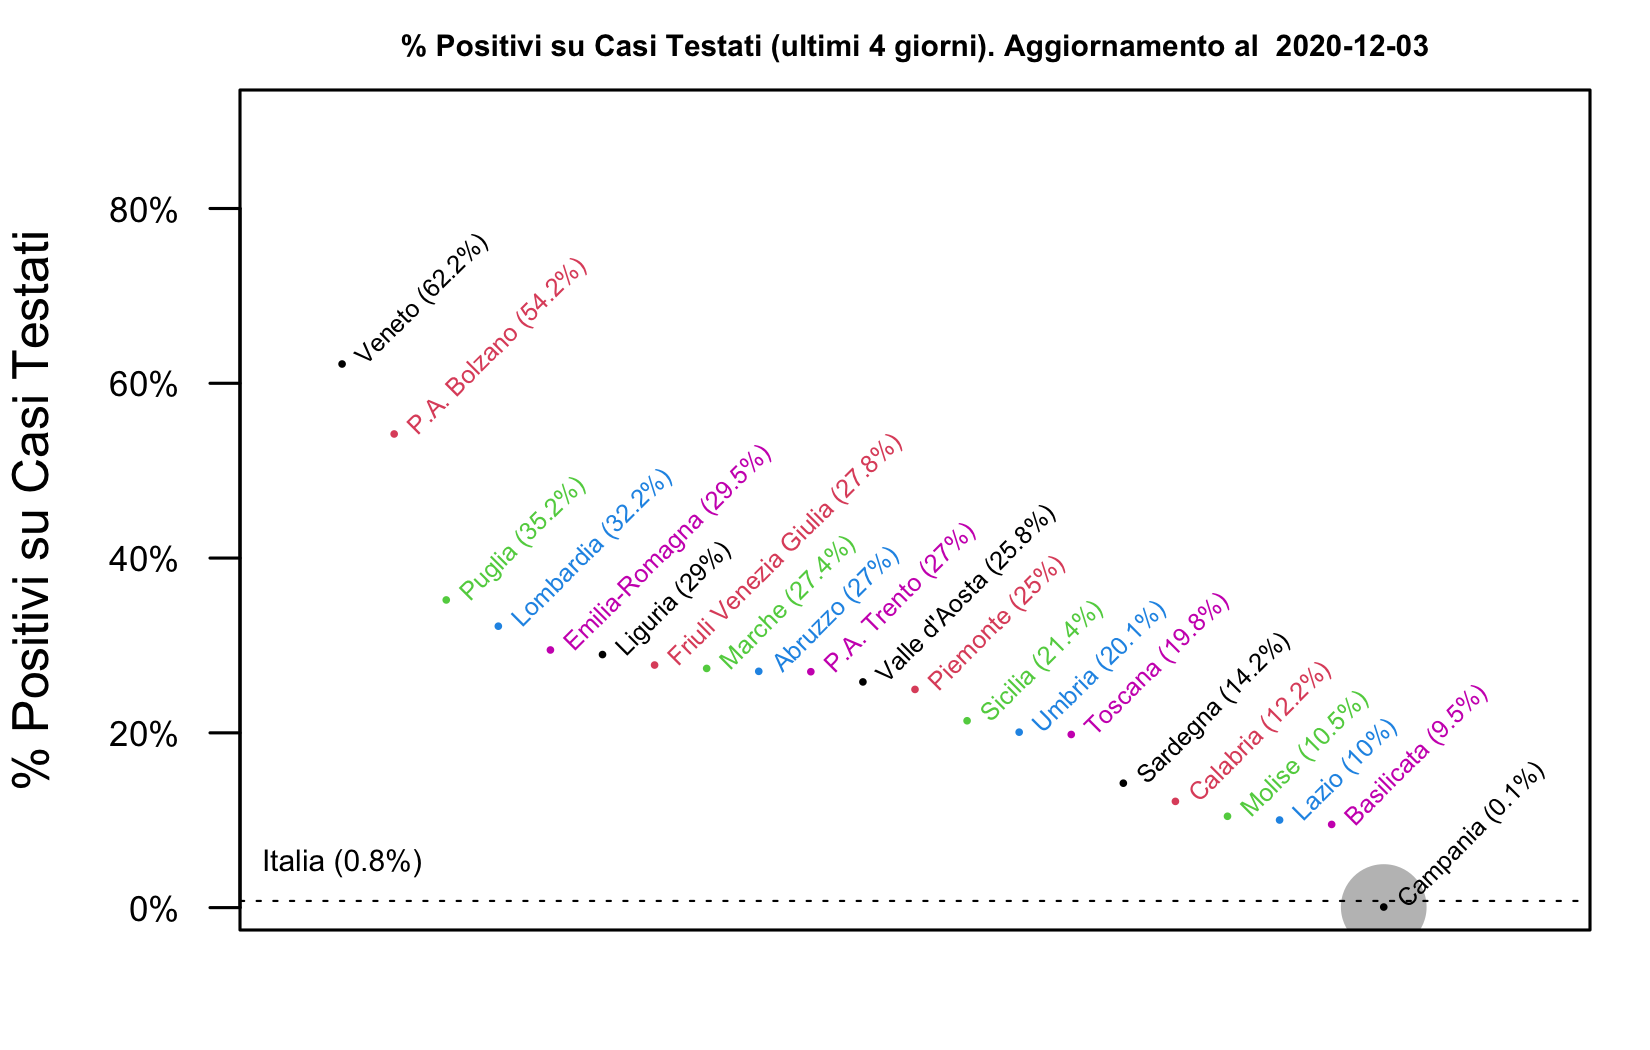 % Positivi su Casi Testati (ultimi 4 giorni). Aggiornamento al  2020-12-03
% Positivi su Casi Testati
80%
60%
40%
20%
0%
Veneto (62.2%)
P.A. Bolzano (54.2%)
Puglia (35.2%)
Lombardia (32.2%)
Emilia-Romagna (29.5%)
Liguria (29%)
Friuli Venezia Giulia (27.8%)
Marche (27.4%)
Abruzzo (27%)
P.A. Trento (27%)
Valle d'Aosta (25.8%)
Piemonte (25%)
Sicilia (21.4%)
Umbria (20.1%)
Toscana (19.8%)
Sardegna (14.2%)
Calabria (12.2%)
Molise (10.5%)
Lazio (10%)
Basilicata (9.5%)
Campania (0.1%)
Italia (0.8%)